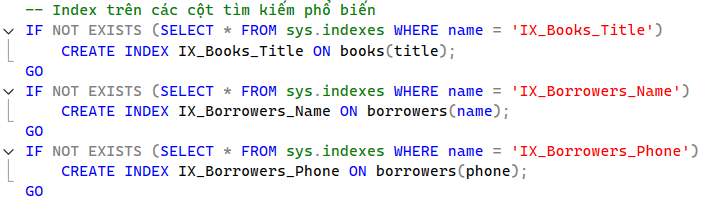 -- Index trên các cột tìm kiếm phổ biến
IF NOT EXISTS (SELECT * FROM sys.indexes WHERE name = 'IX_Books_Title')
    CREATE INDEX IX_Books_Title ON books(title);
GO
IF NOT EXISTS (SELECT * FROM sys.indexes WHERE name = 'IX_Borrowers_Name')
    CREATE INDEX IX_Borrowers_Name ON borrowers(name);
GO
IF NOT EXISTS (SELECT * FROM sys.indexes WHERE name = 'IX_Borrowers_Phone')
    CREATE INDEX IX_Borrowers_Phone ON borrowers(phone);
GO